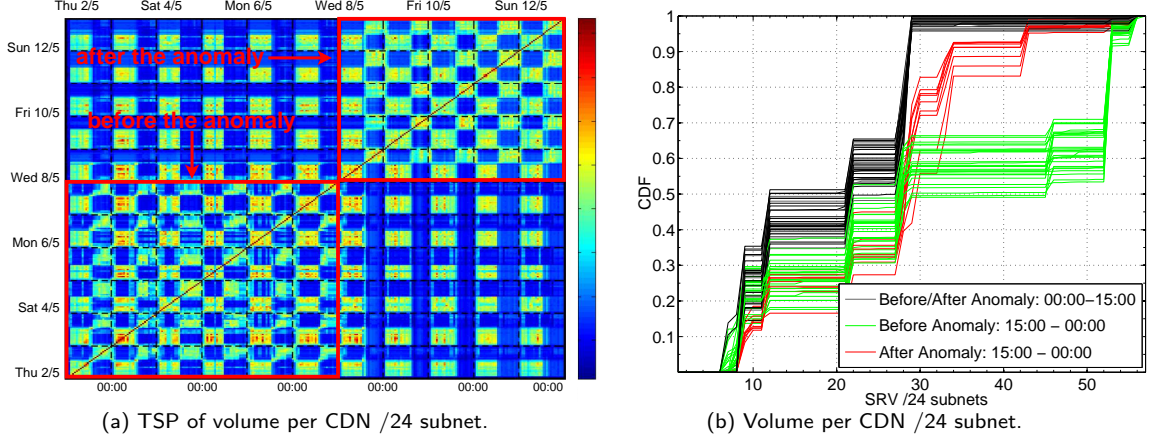 Thu 2/5 Sat 4/5 Mon 6/5 Wed 8/5 Fri 10/5 Sun 12/5
Sun 12/5
after the anomaly
Fri 10/5
before the anomaly
Wed 8/5
Mon 6/5
Sat 4/5
Thu 2/5
00:00 00:00 00:00 00:00 00:00
(a) TSP of volume per CDN /24 subnet.
1
0.9
0.8
0.7
0.6
0.5
0.4
0.3
0.2
0.1
CDF
Before/After Anomaly: 00:00–15:00
Before Anomaly: 15:00 – 00:00
After Anomaly: 15:00 – 00:00
10 20 30 40 50
SRV /24 subnets
(b) Volume per CDN /24 subnet.